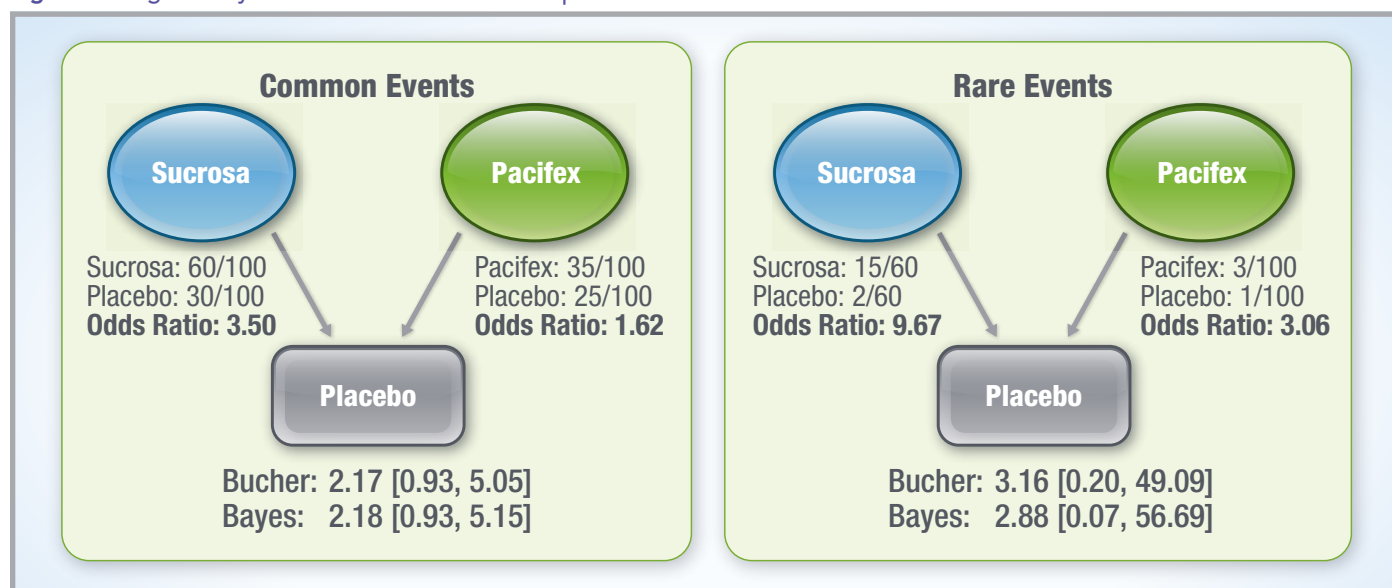 Common Events
Sucrosa
Pacifex
Sucrosa: 60/100
Placebo: 30/100
Odds Ratio: 3.50
Pacifex: 35/100
Placebo: 25/100
Odds Ratio: 1.62
Placebo
Bucher: 2.17 [0.93, 5.05]
Bayes: 2.18 [0.93, 5.15]
Rare Events
Sucrosa
Pacifex
Sucrosa: 15/60
Placebo: 2/60
Odds Ratio: 9.67
Pacifex: 3/100
Placebo: 1/100
Odds Ratio: 3.06
Placebo
Bucher: 3.16 [0.20, 49.09]
Bayes: 2.88 [0.07, 56.69]